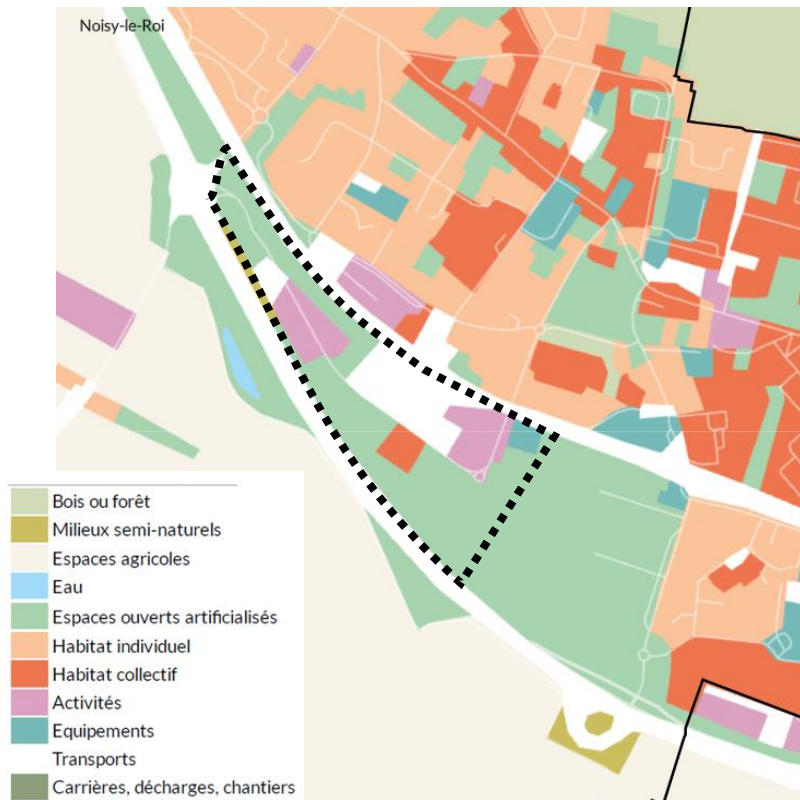 Noisy-le-Roi
Bois ou forêt
Milieux semi-naturels
Espaces agricoles
Eau
Espaces ouverts artificialisés
Habitat individuel
Habitat collectif
Activités
Equipements
Transports
Carrières, décharges, chantiers